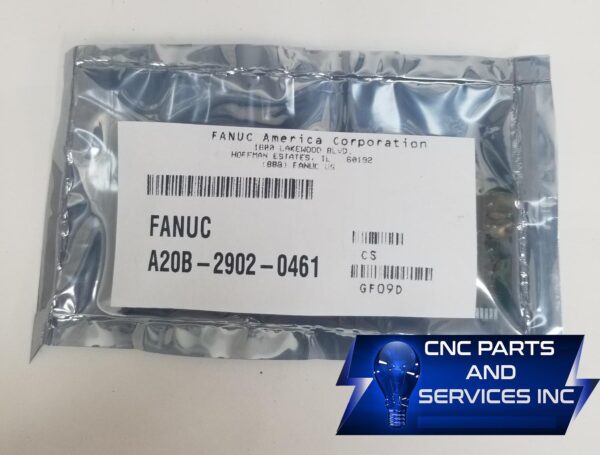 FANUC America Corporation
1800 LAKEWOOD BLVD.
HOFFMAN ESTATES, IL 60192
(888) FANUC US
FANUC
A20B-2902-0461
CS
GF09D
CNC PARTS
AND
SERVICES INC